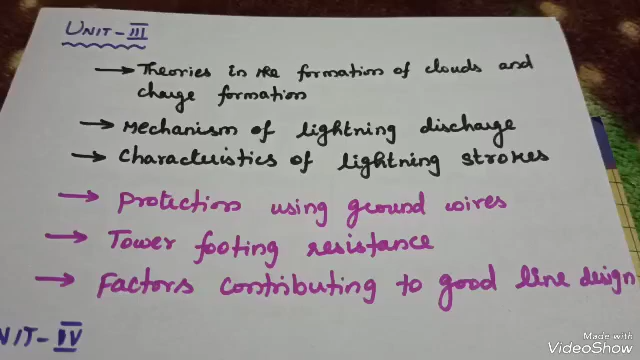 UNIT-III
→ Theories in the formation of clouds and
charge formation
→ Mechanism of lightning discharge
→ Characteristics of lightning strokes
→ Protection using ground wires
→ Tower footing resistance
→ Factors contributing to good line design
NIT-IV
Made with
VideoShow